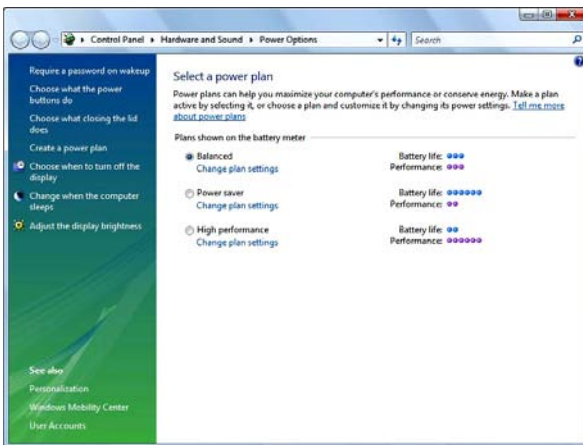 Control Panel ▸ Hardware and Sound ▸ Power Options
Search
Require a password on wakeup
Choose what the power
buttons do
Choose what closing the lid
does
Create a power plan
Choose when to turn off the
display
Change when the computer
sleeps
Adjust the display brightness
See also
Personalization
Windows Mobility Center
User Accounts
Select a power plan
Power plans can help you maximize your computer's performance or conserve energy. Make a plan
active by selecting it, or choose a plan and customize it by changing its power settings. Tell me more
about power plans
Plans shown on the battery meter
Balanced Battery life:
Change plan settings Performance:
Power saver Battery life:
Change plan settings Performance:
High performance Battery life:
Change plan settings Performance: